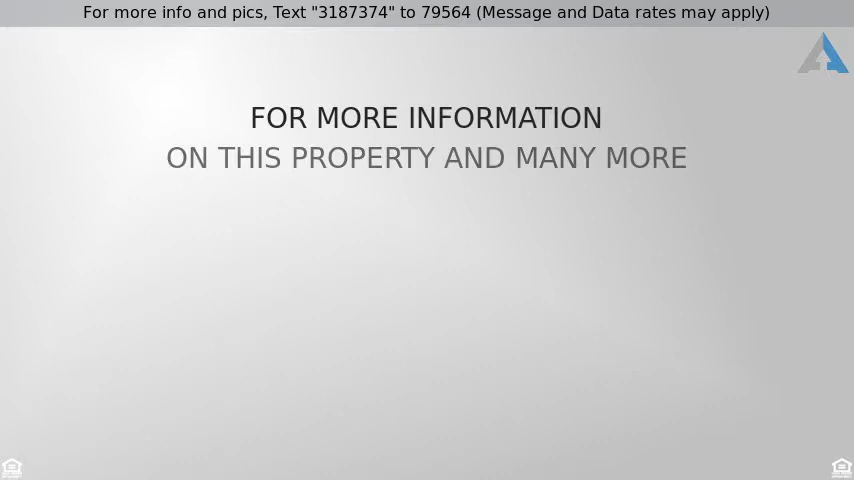 For more info and pics, Text "3187374" to 79564 (Message and Data rates may apply)
FOR MORE INFORMATION
ON THIS PROPERTY AND MANY MORE